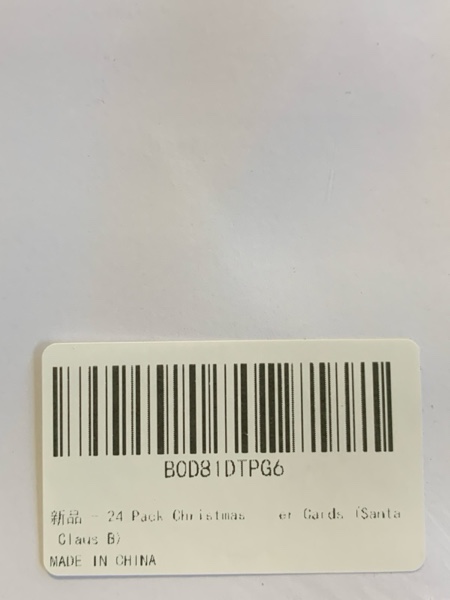 B0D81DTPG6
新品 - 24 Pack Christmas er Cards (Santa
Claus B)
MADE IN CHINA